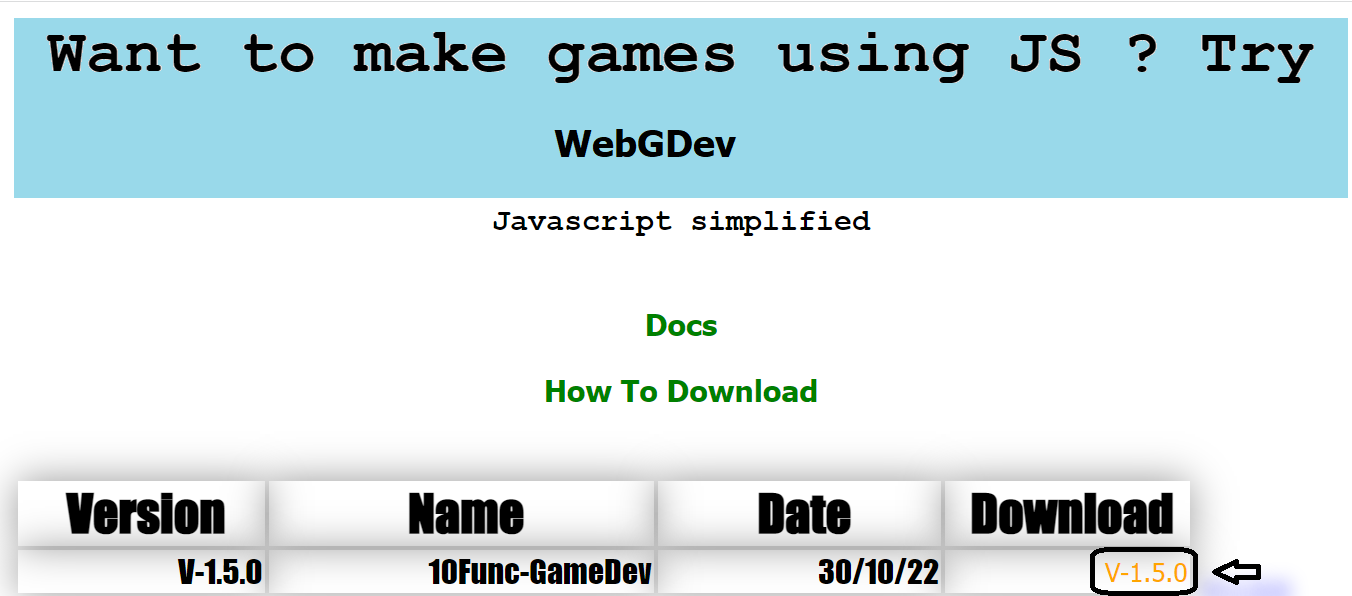 Want to make games using JS ? Try
WebGDev
Javascript simplified
Docs
How To Download
Version Name Date Download
V-1.5.0 10Func-GameDev 30/10/22 V-1.5.0